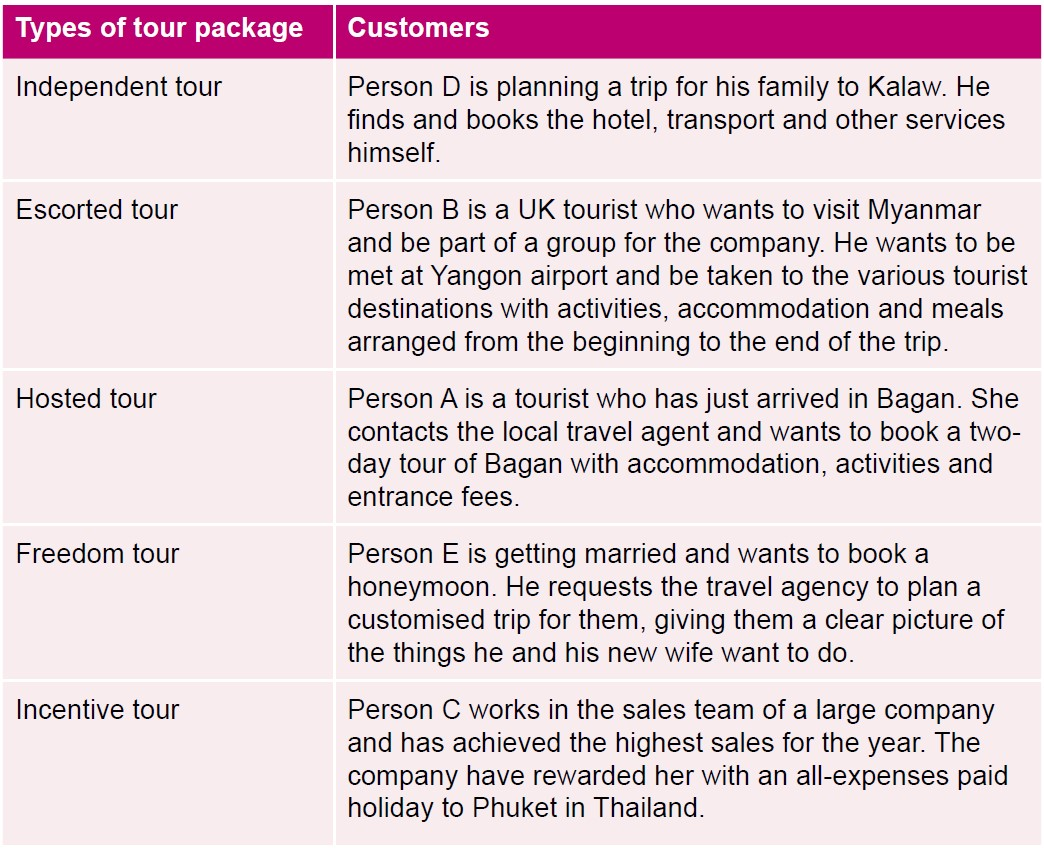 Types of tour package
Customers
Independent tour
Person D is planning a trip for his family to Kalaw. He
finds and books the hotel, transport and other services
himself.
Escorted tour
Person B is a UK tourist who wants to visit Myanmar
and be part of a group for the company. He wants to be
met at Yangon airport and be taken to the various tourist
destinations with activities, accommodation and meals
arranged from the beginning to the end of the trip.
Hosted tour
Person A is a tourist who has just arrived in Bagan. She
contacts the local travel agent and wants to book a two-
day tour of Bagan with accommodation, activities and
entrance fees.
Freedom tour
Person E is getting married and wants to book a
honeymoon. He requests the travel agency to plan a
customised trip for them, giving them a clear picture of
the things he and his new wife want to do.
Incentive tour
Person C works in the sales team of a large company
and has achieved the highest sales for the year. The
company have rewarded her with an all-expenses paid
holiday to Phuket in Thailand.